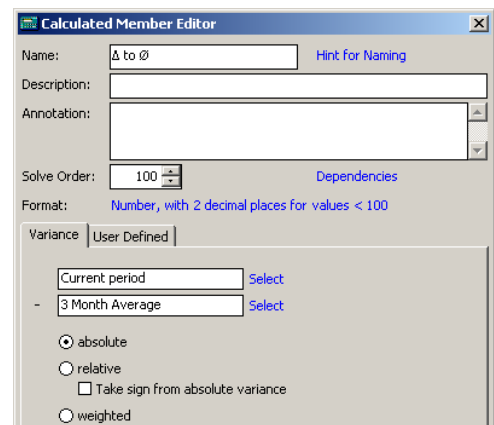 Calculated Member Editor
Name: Δ to Ø Hint for Naming
Description:
Annotation:
Solve Order: 100 Dependencies
Format: Number, with 2 decimal places for values < 100
Variance User Defined
Current period Select
- 3 Month Average Select
absolute
relative
Take sign from absolute variance
weighted